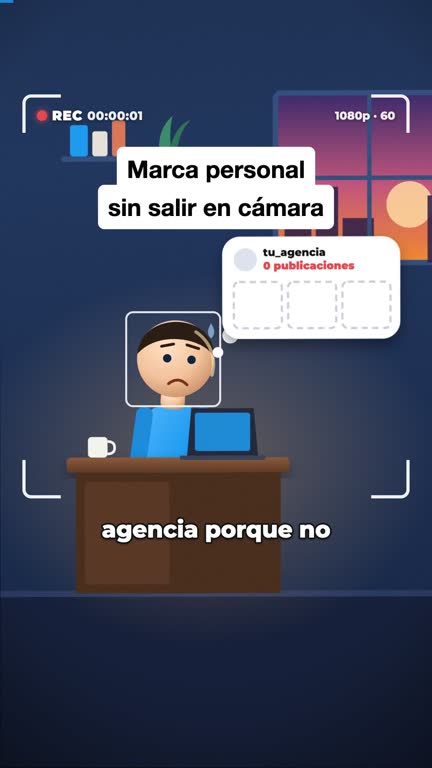 REC 00:00:01
1080p • 60
Marca personal
sin salir en cámara
tu_agencia
0 publicaciones
agencia porque no